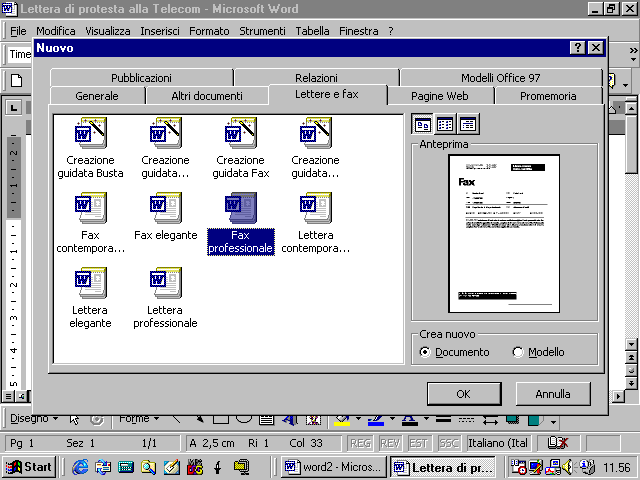 Lettera di protesta alla Telecom - Microsoft Word
File Modifica Visualizza Inserisci Formato Strumenti Tabella Finestra ?
Time
Nuovo
Pubblicazioni Relazioni Modelli Office 97
Generale Altri documenti Lettere e fax Pagine Web Promemoria
Creazione guidata Busta
Creazione guidata...
Creazione guidata Fax
Creazione guidata...
Fax contempora...
Fax elegante
Fax professionale
Lettera contempora...
Lettera elegante
Lettera professionale
Anteprima
Fax
Crea nuovo
Documento Modello
OK Annulla
Disegno Forme
Pg 1 Sez 1 1/1 A 2,5 cm Ri 1 Col 33 REG REV EST SSC Italiano (Ital
Start word2 - Micros... Lettera di pr... 11.56